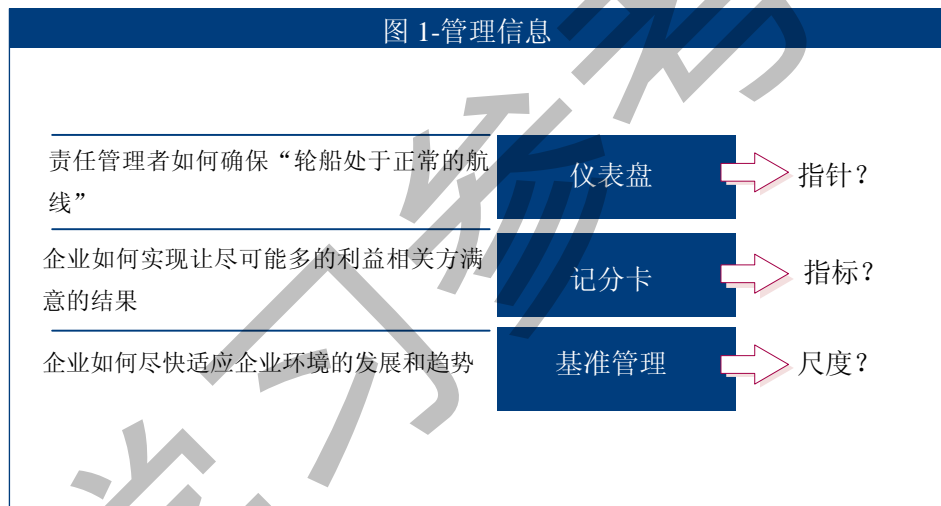 图 1-管理信息
责任管理者如何确保“轮船处于正常的航
线”
仪表盘
指针？
企业如何实现让尽可能多的利益相关方满
意的结果
记分卡
指标？
企业如何尽快适应企业环境的发展和趋势
基准管理
尺度？
学习参考